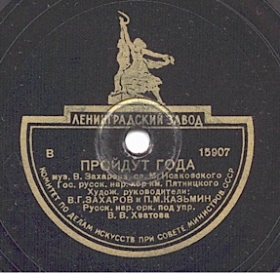 ЛЕНИНГРАДСКИЙ ЗАВОД
В 15907
ПРОЙДУТ ГОДА
муз. В. Захарова, сл. М. Исаковского
Гос. русск. нар. хор им. Пятницкого
Худож. руководители:
В.Г. ЗАХАРОВ и П.М. КАЗЬМИН
Русск. нар. орк. под упр.
В. В. Хватова
КОМИТЕТ ПО ДЕЛАМ ИСКУССТВ ПРИ СОВЕТЕ МИНИСТРОВ СССР